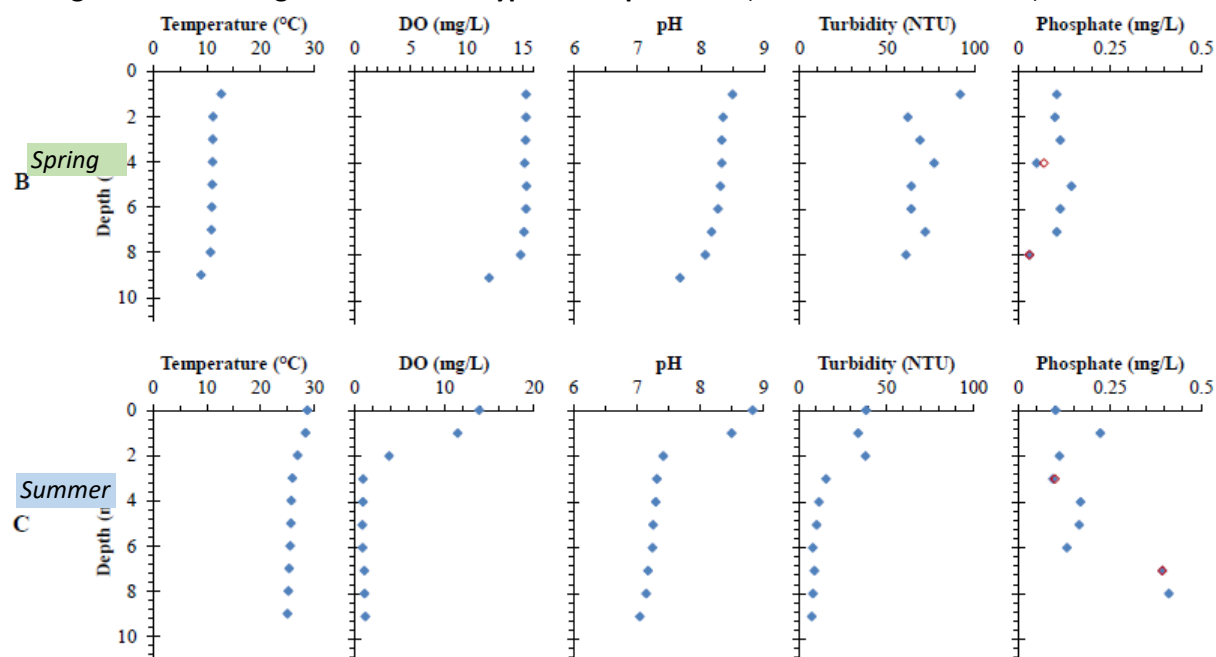 Temperature (°C) DO (mg/L) pH Turbidity (NTU) Phosphate (mg/L)
0 10 20 30 0 5 10 15 6 7 8 9 0 50 100 0 0.25 0.5
0
2
Spring
4
B
Depth (
6
8
10
Temperature (°C) DO (mg/L) pH Turbidity (NTU) Phosphate (mg/L)
0 10 20 30 0 10 20 6 7 8 9 0 50 100 0 0.25 0.5
0
2
Summer
4
C
Depth (
6
8
10